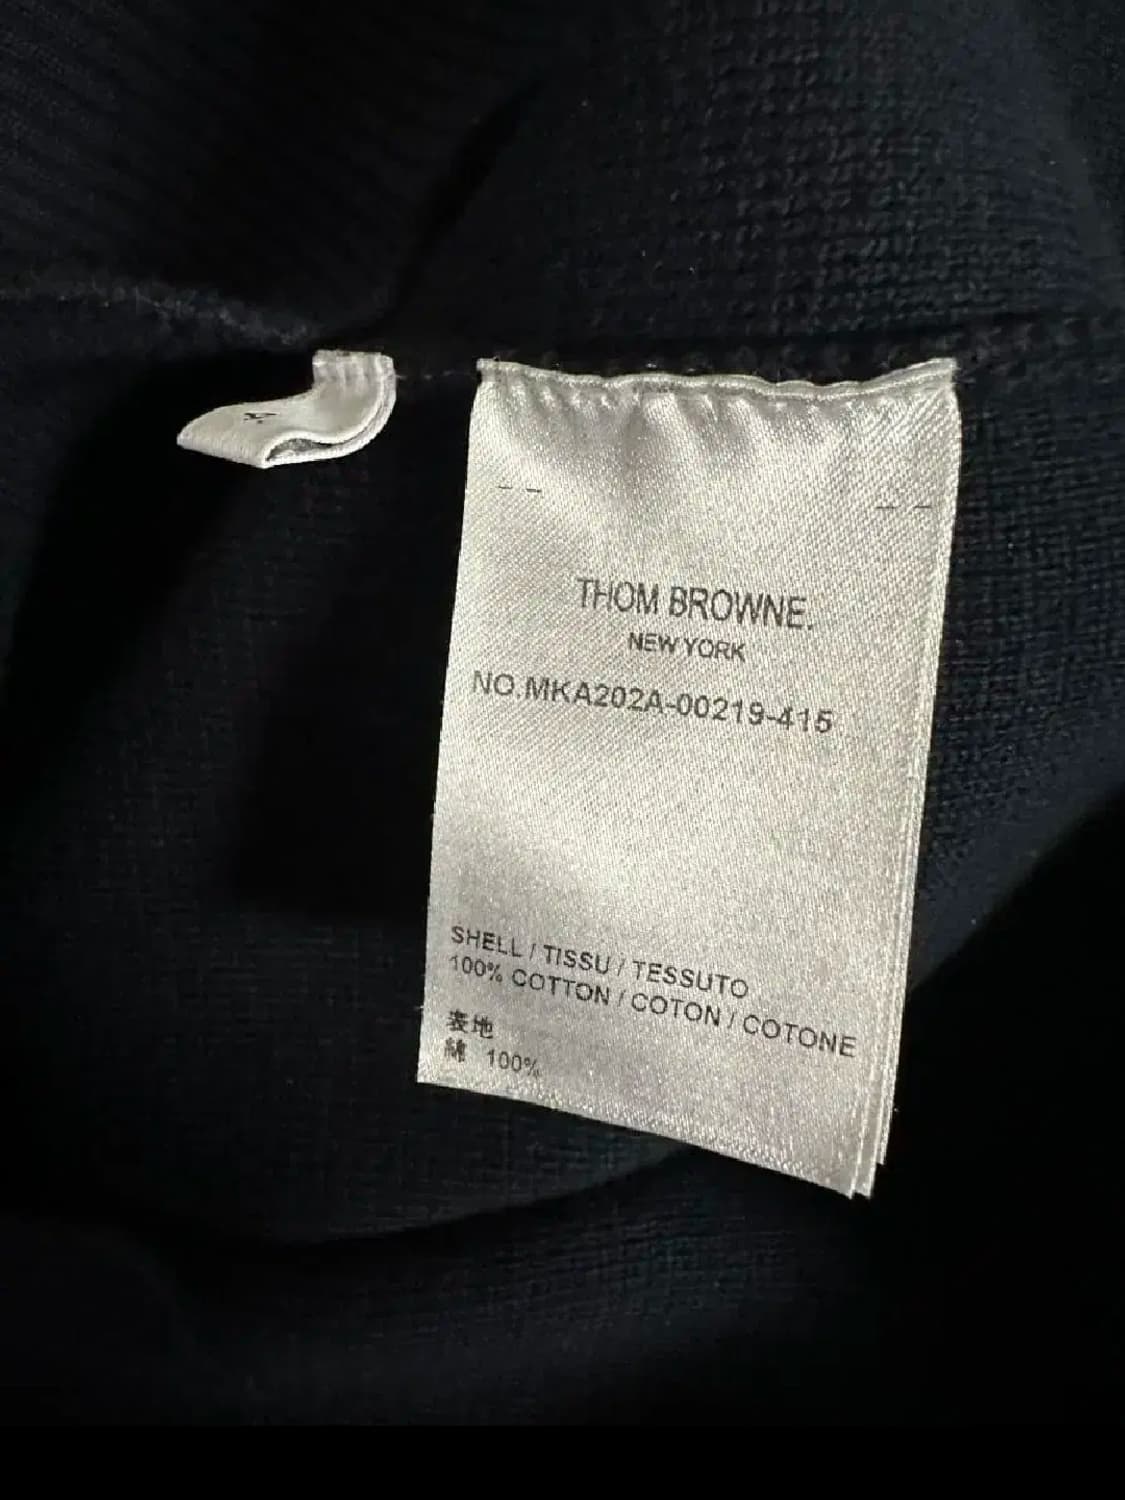 4.
THOM BROWNE.
NEW YORK
NO.MKA202A-00219-415
SHELL / TISSU / TESSUTO
100% COTTON / COTON / COTONE
表地
綿 100%